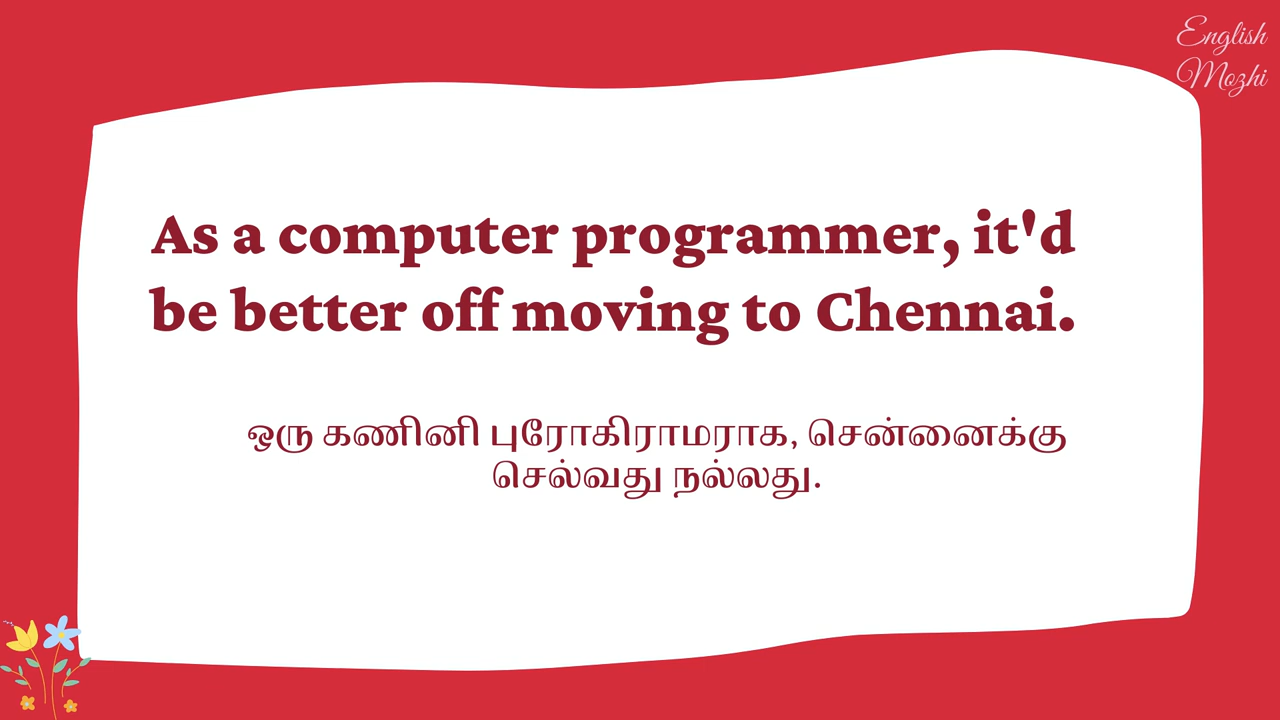 English
Mozhi
As a computer programmer, it'd
be better off moving to Chennai.
ஒரு கணினி புரோகிராமராக, சென்னைக்கு
செல்வது நல்லது.